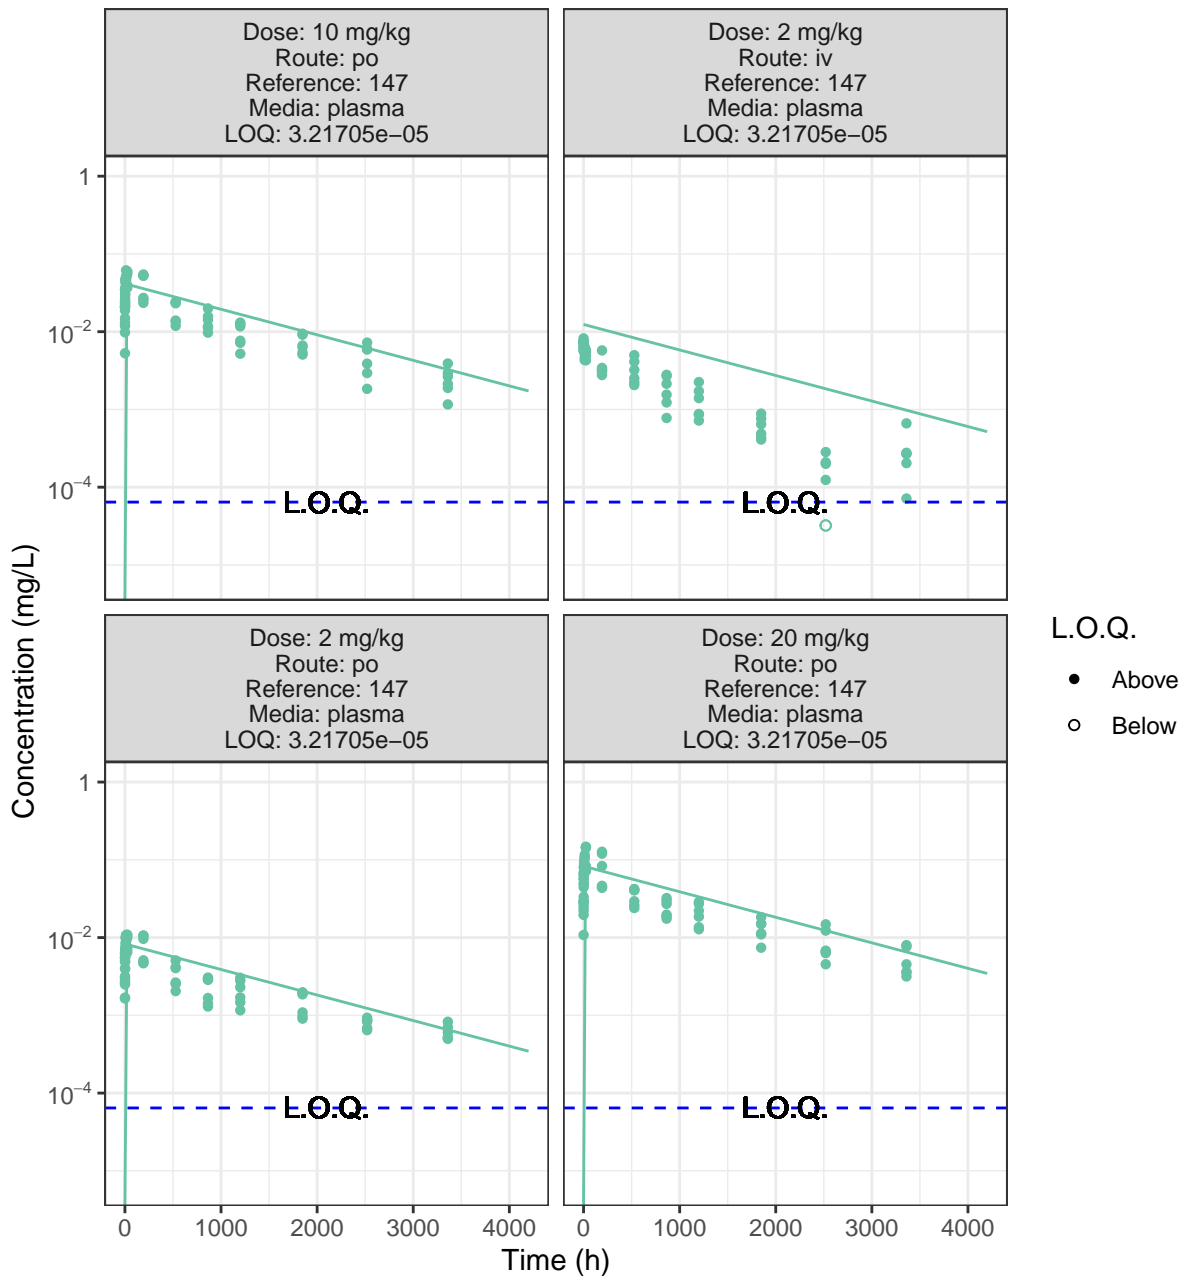 Dose: 10 mg/kg
Route: po
Reference: 147
Media: plasma
LOQ: 3.21705e−05
Dose: 2 mg/kg
Route: iv
Reference: 147
Media: plasma
LOQ: 3.21705e−05
1
10⁻²
10⁻⁴
L.O.Q.
L.O.Q.
Concentration (mg/L)
Dose: 2 mg/kg
Route: po
Reference: 147
Media: plasma
LOQ: 3.21705e−05
Dose: 20 mg/kg
Route: po
Reference: 147
Media: plasma
LOQ: 3.21705e−05
1
10⁻²
10⁻⁴
L.O.Q.
L.O.Q.
0 1000 2000 3000 4000
0 1000 2000 3000 4000
Time (h)
L.O.Q.
Above
Below